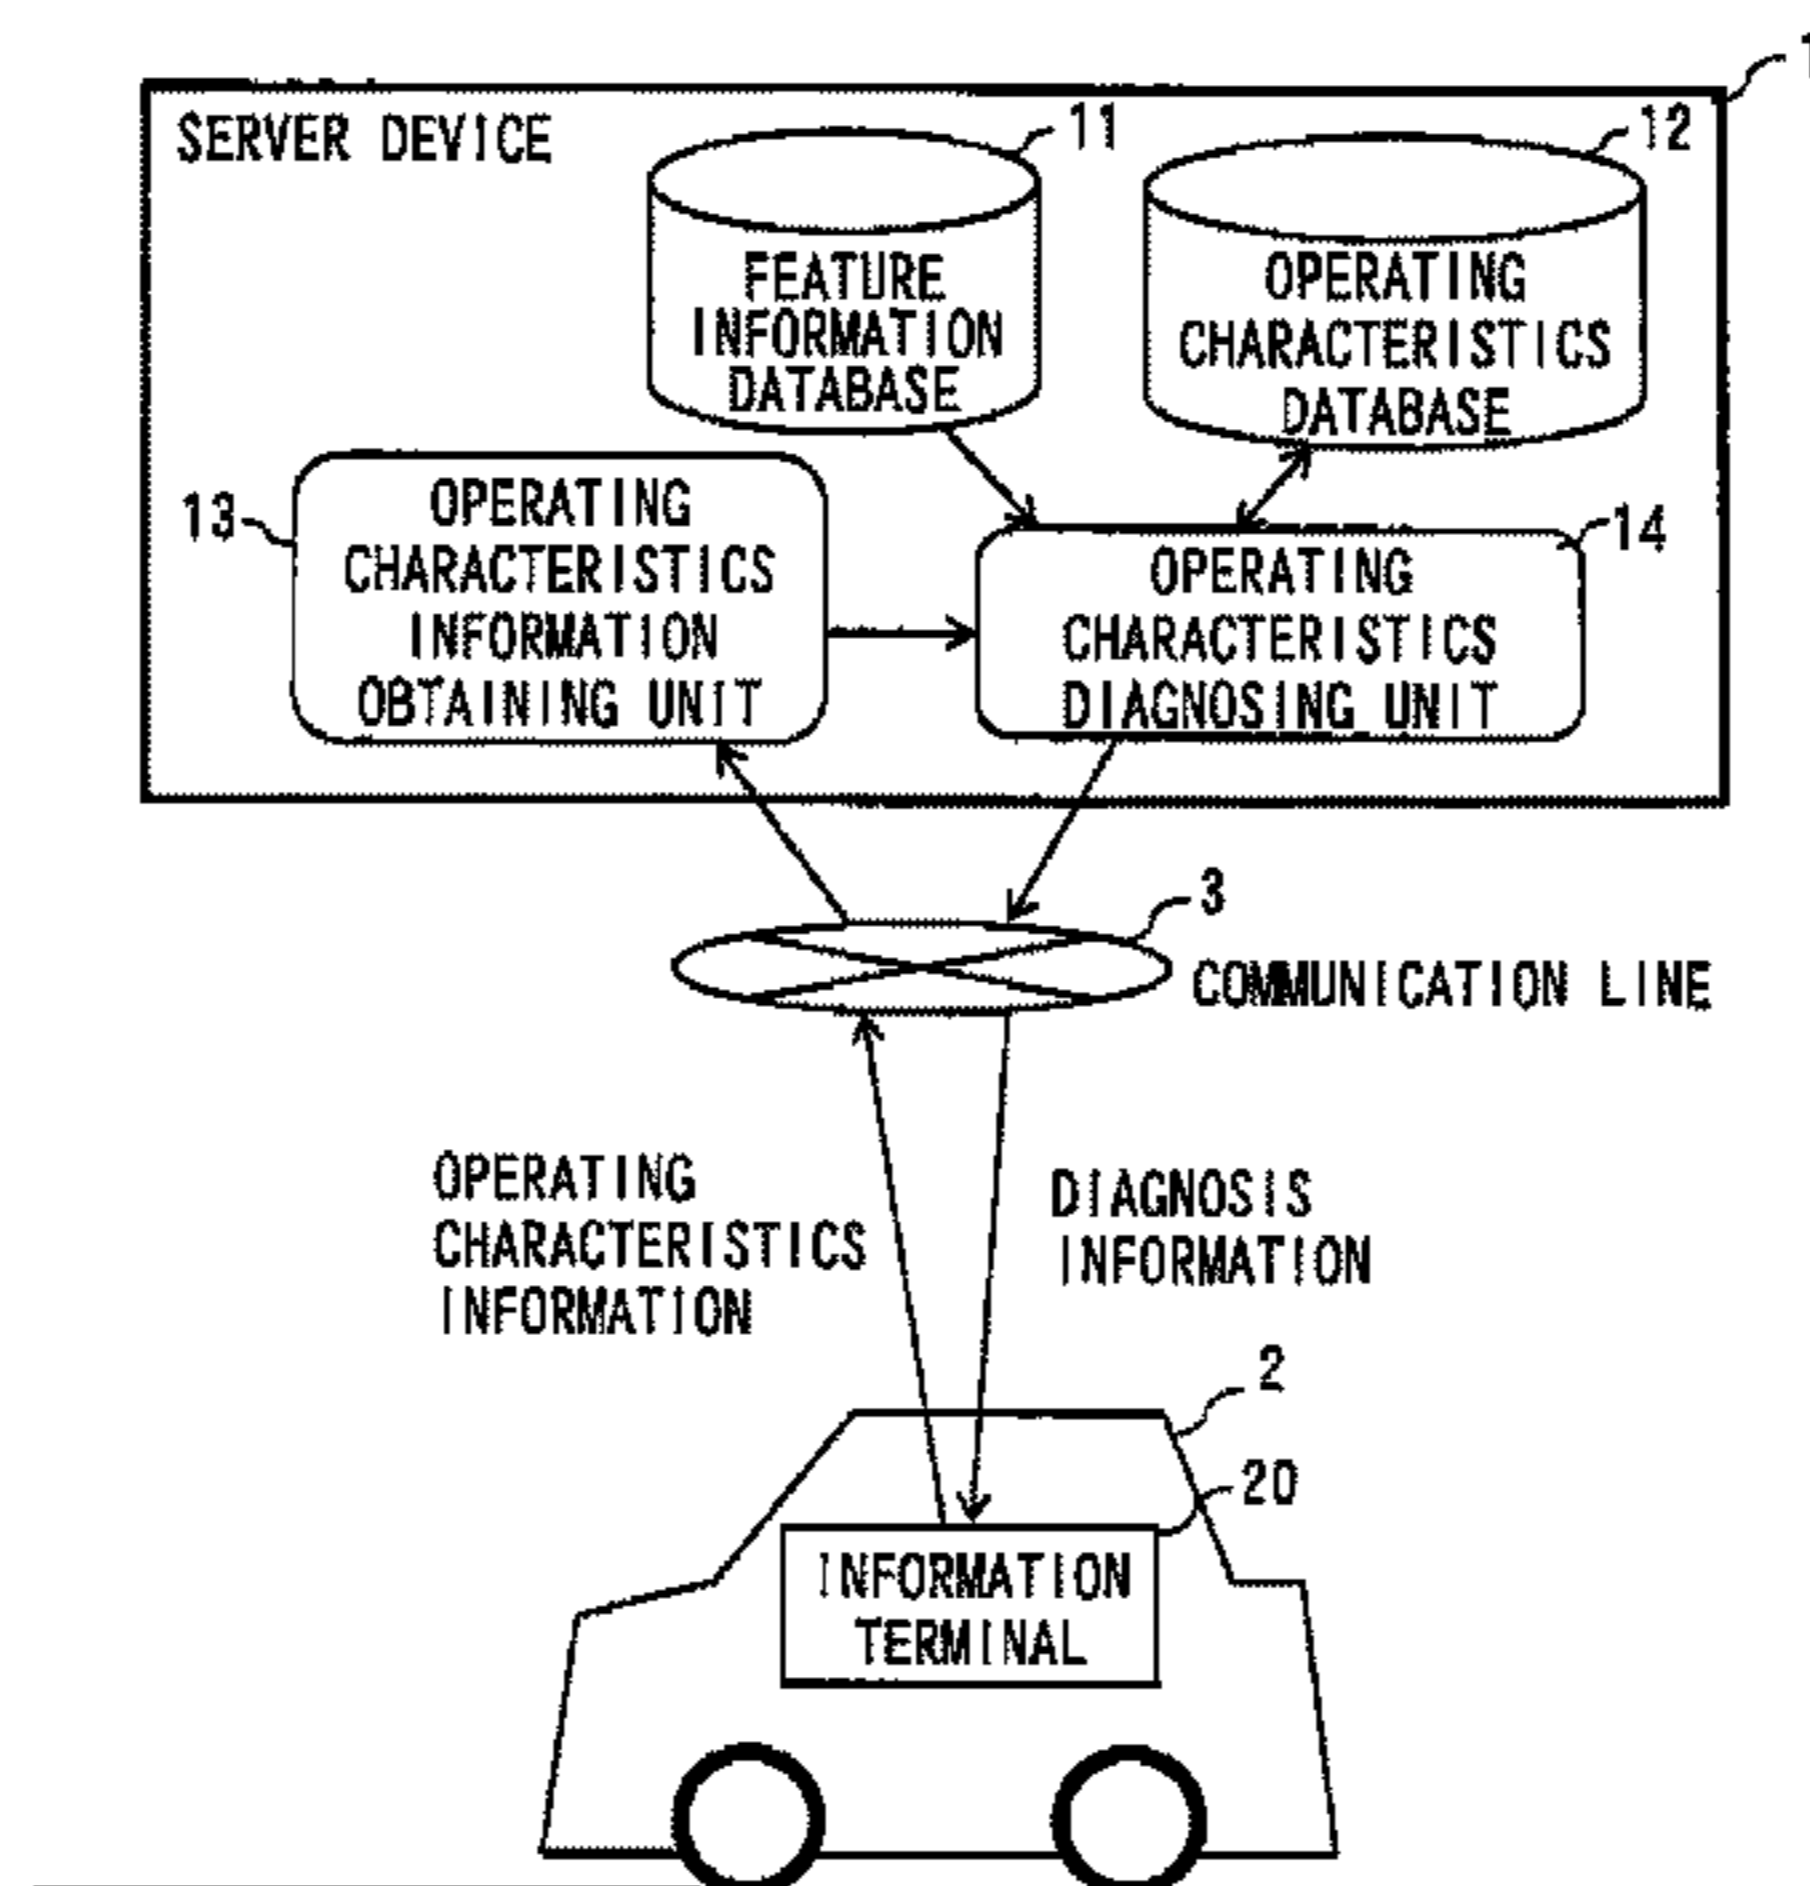 1
SERVER DEVICE
11
12
FEATURE
INFORMATION
DATABASE
OPERATING
CHARACTERISTICS
DATABASE
13
OPERATING
CHARACTERISTICS
INFORMATION
OBTAINING UNIT
14
OPERATING
CHARACTERISTICS
DIAGNOSING UNIT
3
COMMUNICATION LINE
OPERATING
CHARACTERISTICS
INFORMATION
DIAGNOSIS
INFORMATION
2
20
INFORMATION
TERMINAL